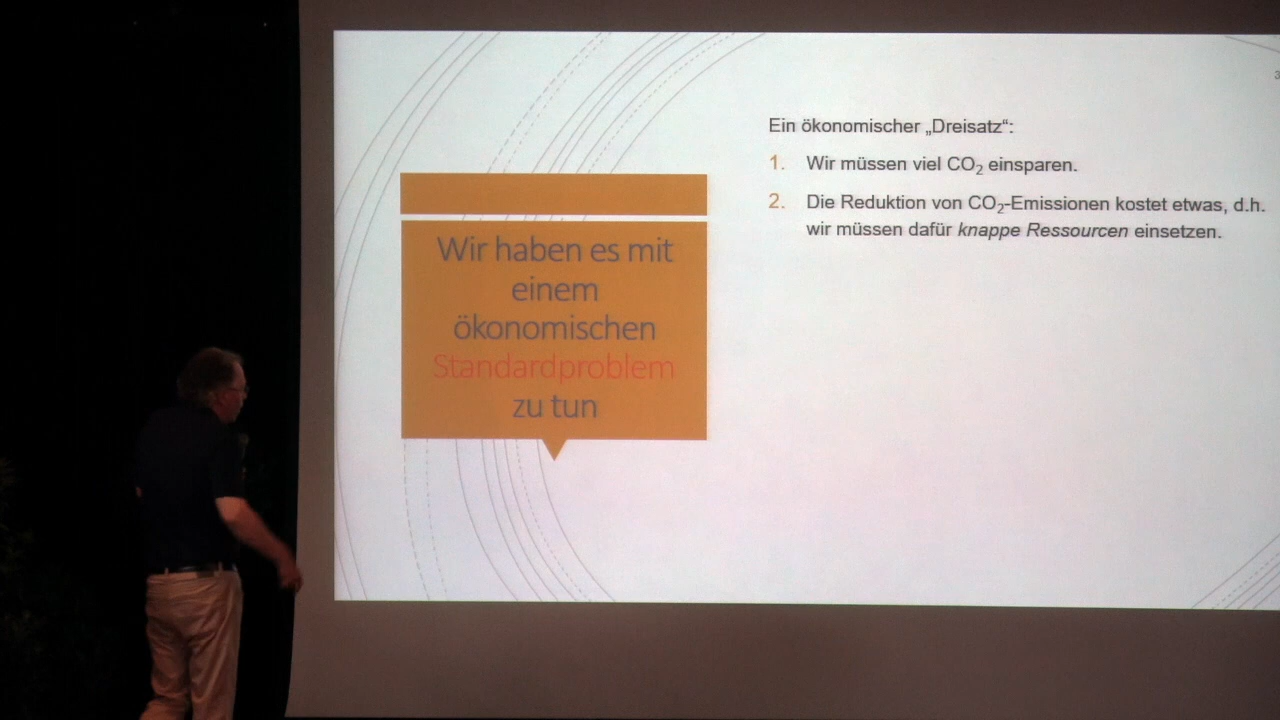 Wir haben es mit
einem
ökonomischen
Standardproblem
zu tun
Ein ökonomischer „Dreisatz“:
1. Wir müssen viel CO₂ einsparen.
2. Die Reduktion von CO₂-Emissionen kostet etwas, d.h.
wir müssen dafür knappe Ressourcen einsetzen.